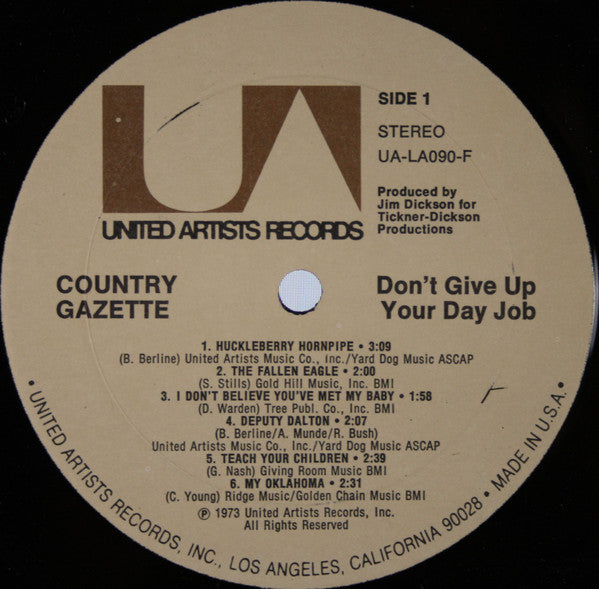 UA
UNITED ARTISTS RECORDS
SIDE 1
STEREO
UA-LA090-F
Produced by
Jim Dickson for
Tickner-Dickson
Productions
COUNTRY
GAZETTE
Don't Give Up
Your Day Job
1. HUCKLEBERRY HORNPIPE • 3:09
(B. Berline) United Artists Music Co., Inc./Yard Dog Music ASCAP
2. THE FALLEN EAGLE • 2:00
(S. Stills) Gold Hill Music, Inc. BMI
3. I DON'T BELIEVE YOU'VE MET MY BABY • 1:58
(D. Warden) Tree Publ. Co., Inc. BMI
4. DEPUTY DALTON • 2:07
(B. Berline/A. Munde/R. Bush)
United Artists Music Co., Inc./Yard Dog Music ASCAP
5. TEACH YOUR CHILDREN • 2:39
(G. Nash) Giving Room Music BMI
6. MY OKLAHOMA • 2:31
(C. Young) Ridge Music/Golden Chain Music BMI
℗ 1973 United Artists Records, Inc.
All Rights Reserved
• UNITED ARTISTS RECORDS, INC., LOS ANGELES, CALIFORNIA 90028 • MADE IN U.S.A. •